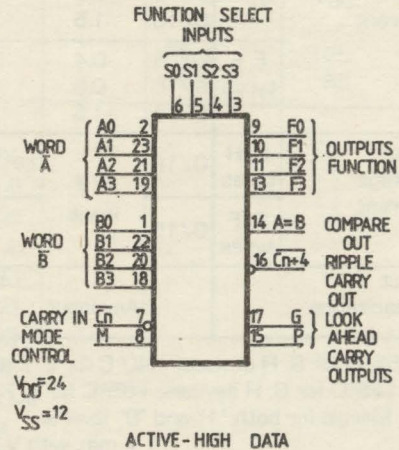 FUNCTION SELECT
INPUTS
S0 S1 S2 S3
6 5 4 3
WORD
A̅
A0 2
A1 23
A2 21
A3 19
WORD
B̅
B0 1
B1 22
B2 20
B3 18
CARRY IN C̅n̅ 7
MODE M 8
CONTROL
VDD=24
VSS=12
9 F0
10 F1
11 F2
13 F3
OUTPUTS
FUNCTION
14 A=B COMPARE
OUT
16 C̅n̅+4 RIPPLE
CARRY
OUT
17 G
15 P
LOOK
AHEAD
CARRY
OUTPUTS
ACTIVE-HIGH DATA